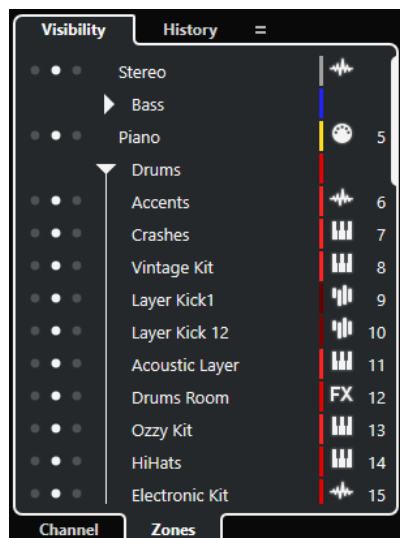 Visibility History =
Stereo
Bass
Piano 5
Drums
Accents 6
Crashes 7
Vintage Kit 8
Layer Kick1 9
Layer Kick 12 10
Acoustic Layer 11
Drums Room FX 12
Ozzy Kit 13
HiHats 14
Electronic Kit 15
Channel Zones